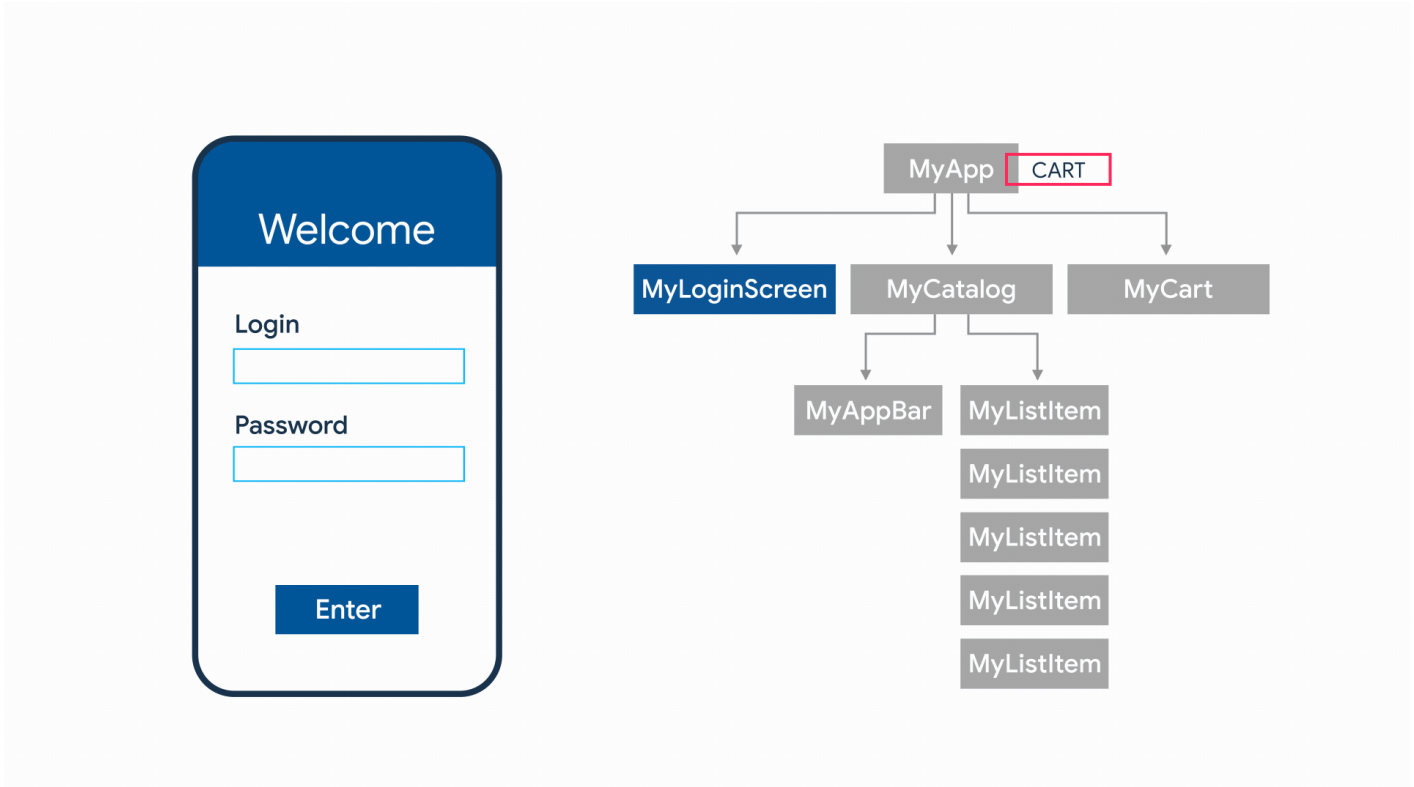 Welcome
Login
Password
Enter
MyApp
CART
MyLoginScreen
MyCatalog
MyCart
MyAppBar
MyListItem
MyListItem
MyListItem
MyListItem
MyListItem